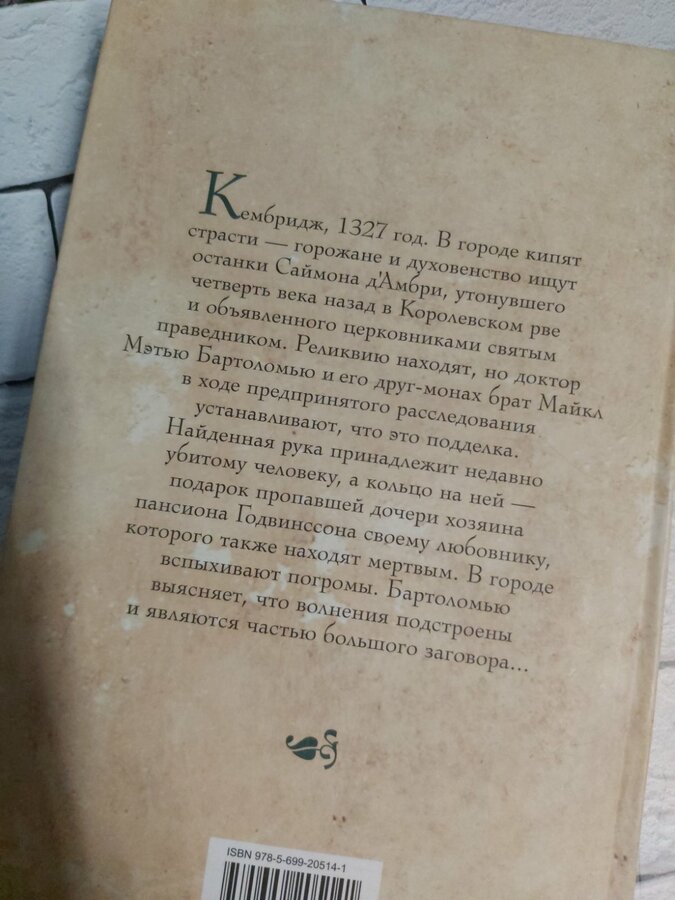 Кембридж, 1327 год. В городе кипят
страсти — горожане и духовенство ищут
останки Саймона д'Амбри, утонувшего
четверть века назад в Королевском рве
и объявленного церковниками святым
праведником. Реликвию находят, но доктор
Мэтью Бартоломью и его друг-монах брат Майкл
в ходе предпринятого расследования
устанавливают, что это подделка.
Найденная рука принадлежит недавно
убитому человеку, а кольцо на ней —
подарок пропавшей дочери хозяина
пансиона Годвинссона своему любовнику,
которого также находят мертвым. В городе
вспыхивают погромы. Бартоломью
выясняет, что волнения подстроены
и являются частью большого заговора...
ISBN 978-5-699-20514-1